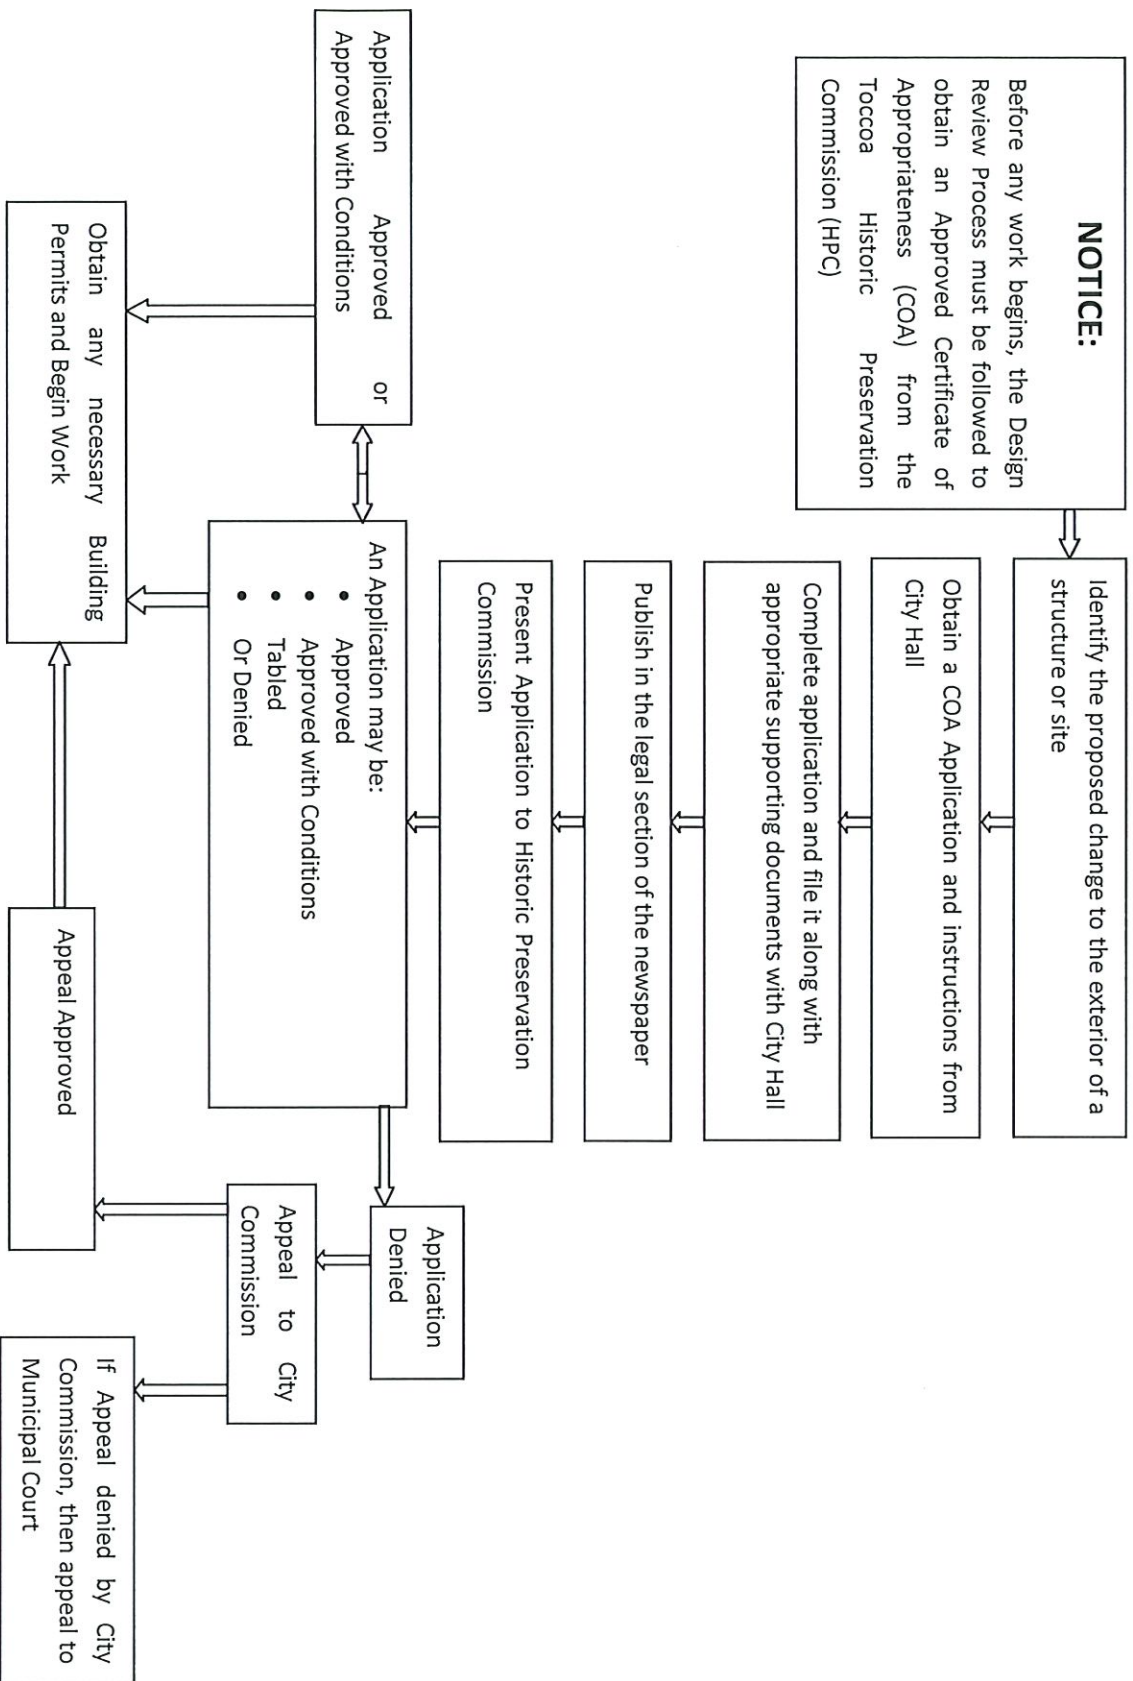 NOTICE:
Before any work begins, the Design
Review Process must be followed to
obtain an Approved Certificate of
Appropriateness (COA) from the
Toccoa Historic Preservation
Commission (HPC)
Identify the proposed change to the exterior of a
structure or site
Obtain a COA Application and instructions from
City Hall
Complete application and file it along with
appropriate supporting documents with City Hall
Publish in the legal section of the newspaper
Present Application to Historic Preservation
Commission
Application Approved or
Approved with Conditions
An Application may be:
• Approved
• Approved with Conditions
• Tabled
• Or Denied
Application
Denied
Appeal to City
Commission
Obtain any necessary Building
Permits and Begin Work
Appeal Approved
If Appeal denied by City
Commission, then appeal to
Municipal Court